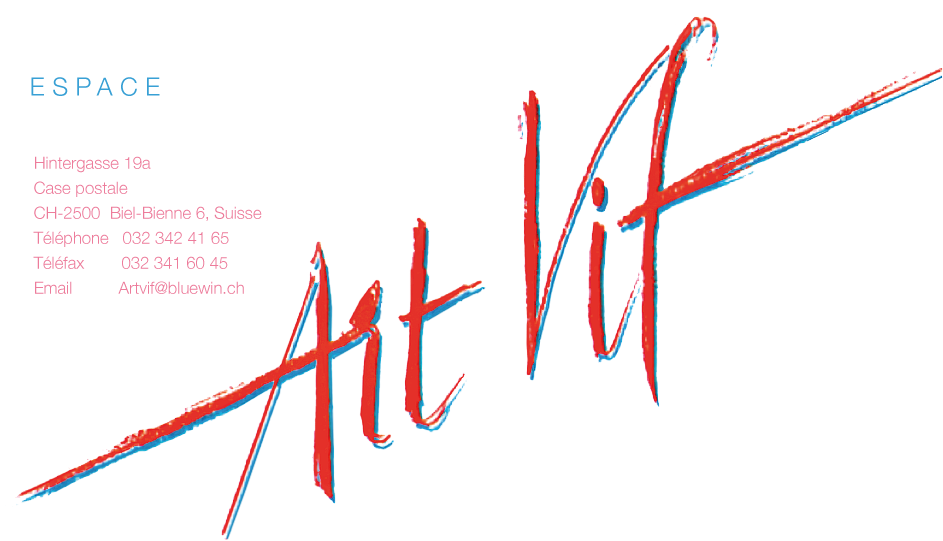 ESPACE
Hintergasse 19a
Case postale
CH-2500 Biel-Bienne 6, Suisse
Téléphone 032 342 41 65
Téléfax 032 341 60 45
Email Artvif@bluewin.ch
Art Vif